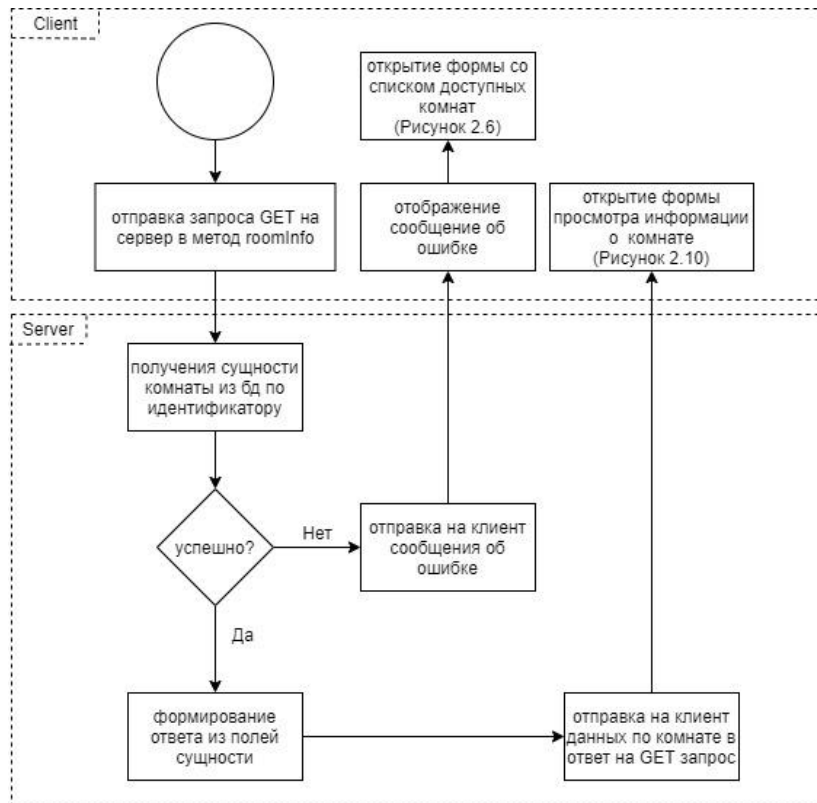 Client
открытие формы со
списком доступных
комнат
(Рисунок 2.6)
отправка запроса GET на
сервер в метод roomInfo
отображение
сообщение об
ошибке
открытие формы
просмотра информации
о комнате
(Рисунок 2.10)
Server
получения сущности
комнаты из бд по
идентификатору
успешно?
Нет
отправка на клиент
сообщения об
ошибке
Да
формирование
ответа из полей
сущности
отправка на клиент
данных по комнате в
ответ на GET запрос